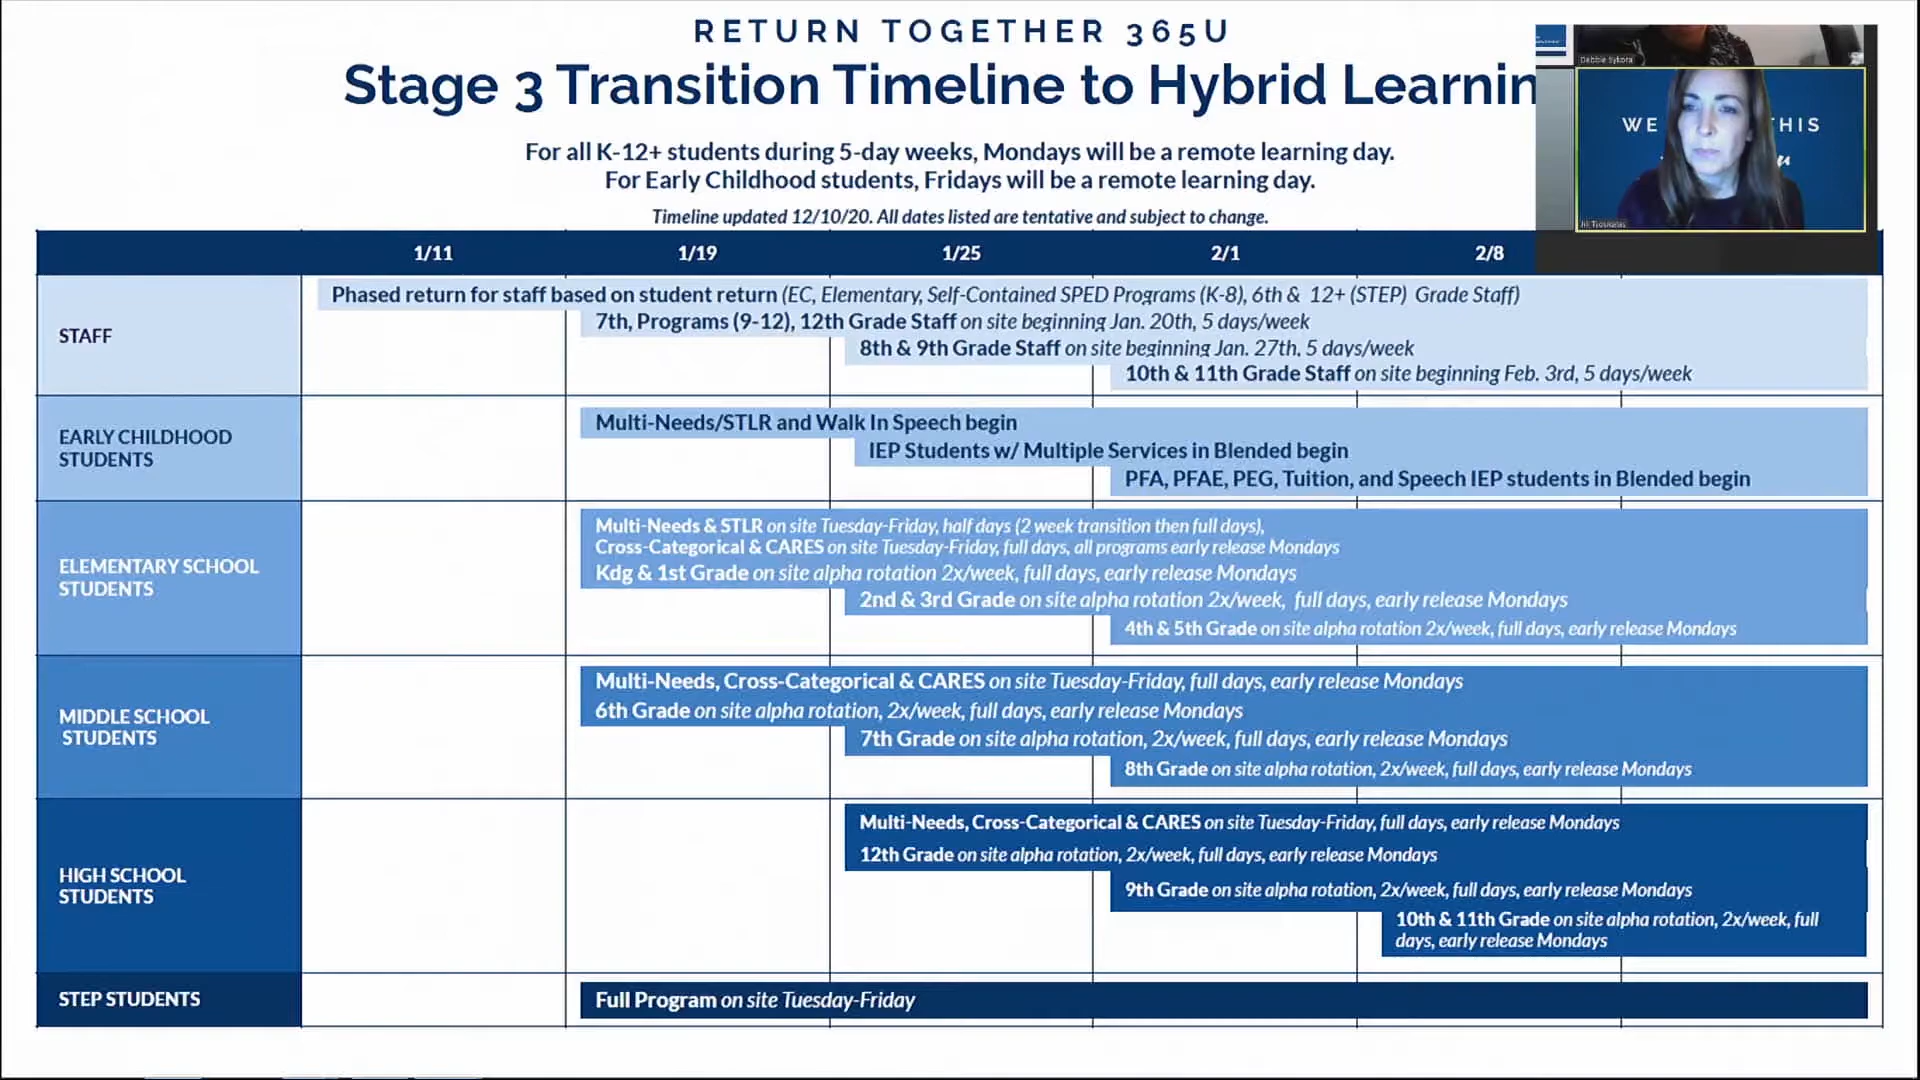 RETURN TOGETHER 365U
Stage 3 Transition Timeline to Hybrid Learnin
For all K-12+ students during 5-day weeks, Mondays will be a remote learning day.
For Early Childhood students, Fridays will be a remote learning day.
Timeline updated 12/10/20. All dates listed are tentative and subject to change.
Debbie Sykora
WE THIS
1/11 1/19 1/25 2/1 2/8
STAFF
Phased return for staff based on student return (EC, Elementary, Self-Contained SPED Programs (K-8), 6th & 12+ (STEP) Grade Staff)
7th, Programs (9-12), 12th Grade Staff on site beginning Jan. 20th, 5 days/week
8th & 9th Grade Staff on site beginning Jan. 27th, 5 days/week
10th & 11th Grade Staff on site beginning Feb. 3rd, 5 days/week
EARLY CHILDHOOD
STUDENTS
Multi-Needs/STLR and Walk In Speech begin
IEP Students w/ Multiple Services in Blended begin
PFA, PFAE, PEG, Tuition, and Speech IEP students in Blended begin
ELEMENTARY SCHOOL
STUDENTS
Multi-Needs & STLR on site Tuesday-Friday, half days (2 week transition then full days),
Cross-Categorical & CARES on site Tuesday-Friday, full days, all programs early release Mondays
Kdg & 1st Grade on site alpha rotation 2x/week, full days, early release Mondays
2nd & 3rd Grade on site alpha rotation 2x/week, full days, early release Mondays
4th & 5th Grade on site alpha rotation 2x/week, full days, early release Mondays
MIDDLE SCHOOL
STUDENTS
Multi-Needs, Cross-Categorical & CARES on site Tuesday-Friday, full days, early release Mondays
6th Grade on site alpha rotation, 2x/week, full days, early release Mondays
7th Grade on site alpha rotation, 2x/week, full days, early release Mondays
8th Grade on site alpha rotation, 2x/week, full days, early release Mondays
HIGH SCHOOL
STUDENTS
Multi-Needs, Cross-Categorical & CARES on site Tuesday-Friday, full days, early release Mondays
12th Grade on site alpha rotation, 2x/week, full days, early release Mondays
9th Grade on site alpha rotation, 2x/week, full days, early release Mondays
10th & 11th Grade on site alpha rotation, 2x/week, full
days, early release Mondays
STEP STUDENTS
Full Program on site Tuesday-Friday